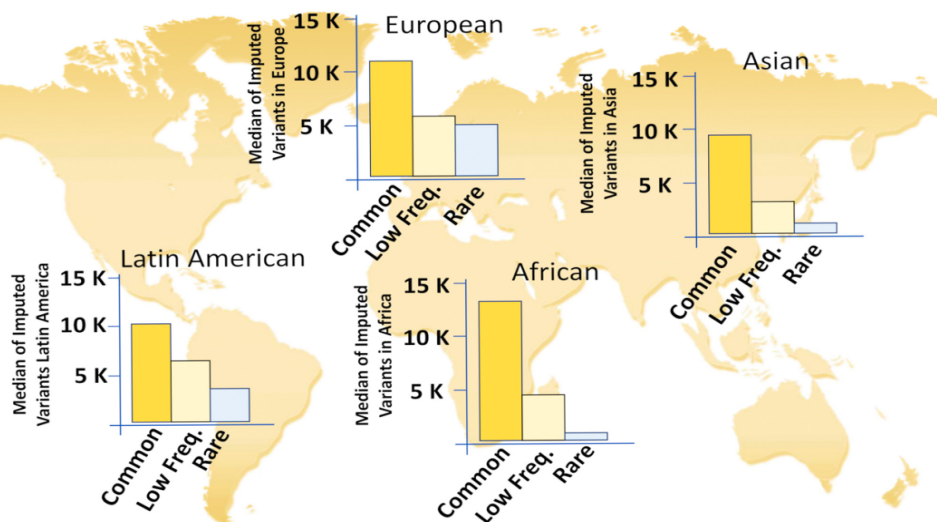 European
Median of Imputed
Variants in Europe
15 K
10 K
5 K
Common
Low Freq.
Rare
Asian
Median of Imputed
Variants in Asia
15 K
10 K
5 K
Common
Low Freq.
Rare
Latin American
Median of Imputed
Variants Latin America
15 K
10 K
5 K
Common
Low Freq.
Rare
African
Median of Imputed
Variants in Africa
15 K
10 K
5 K
Common
Low Freq.
Rare